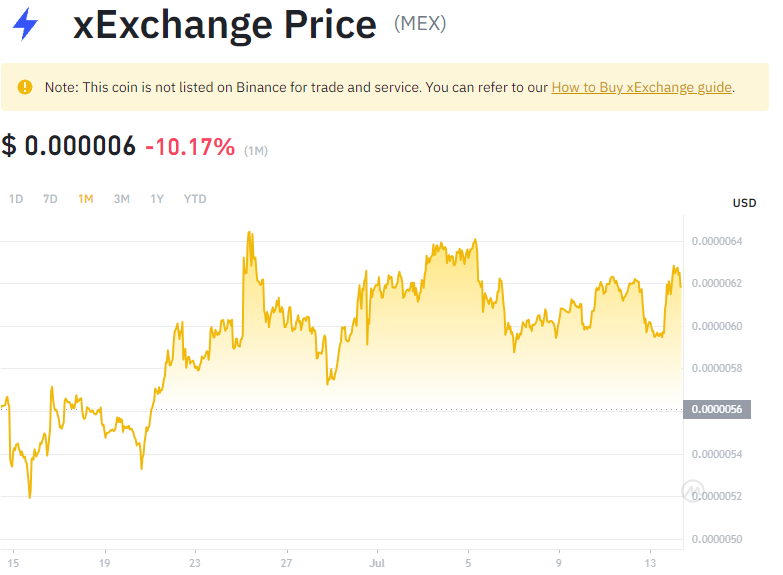 xExchange Price (MEX)
Note: This coin is not listed on Binance for trade and service. You can refer to our How to Buy xExchange guide.
$ 0.000006 -10.17% (1M)
1D 7D 1M 3M 1Y YTD
USD
0.0000064
0.0000062
0.0000060
0.0000058
0.0000056
0.0000054
0.0000052
0.0000050
15 19 23 27 Jul 5 9 13